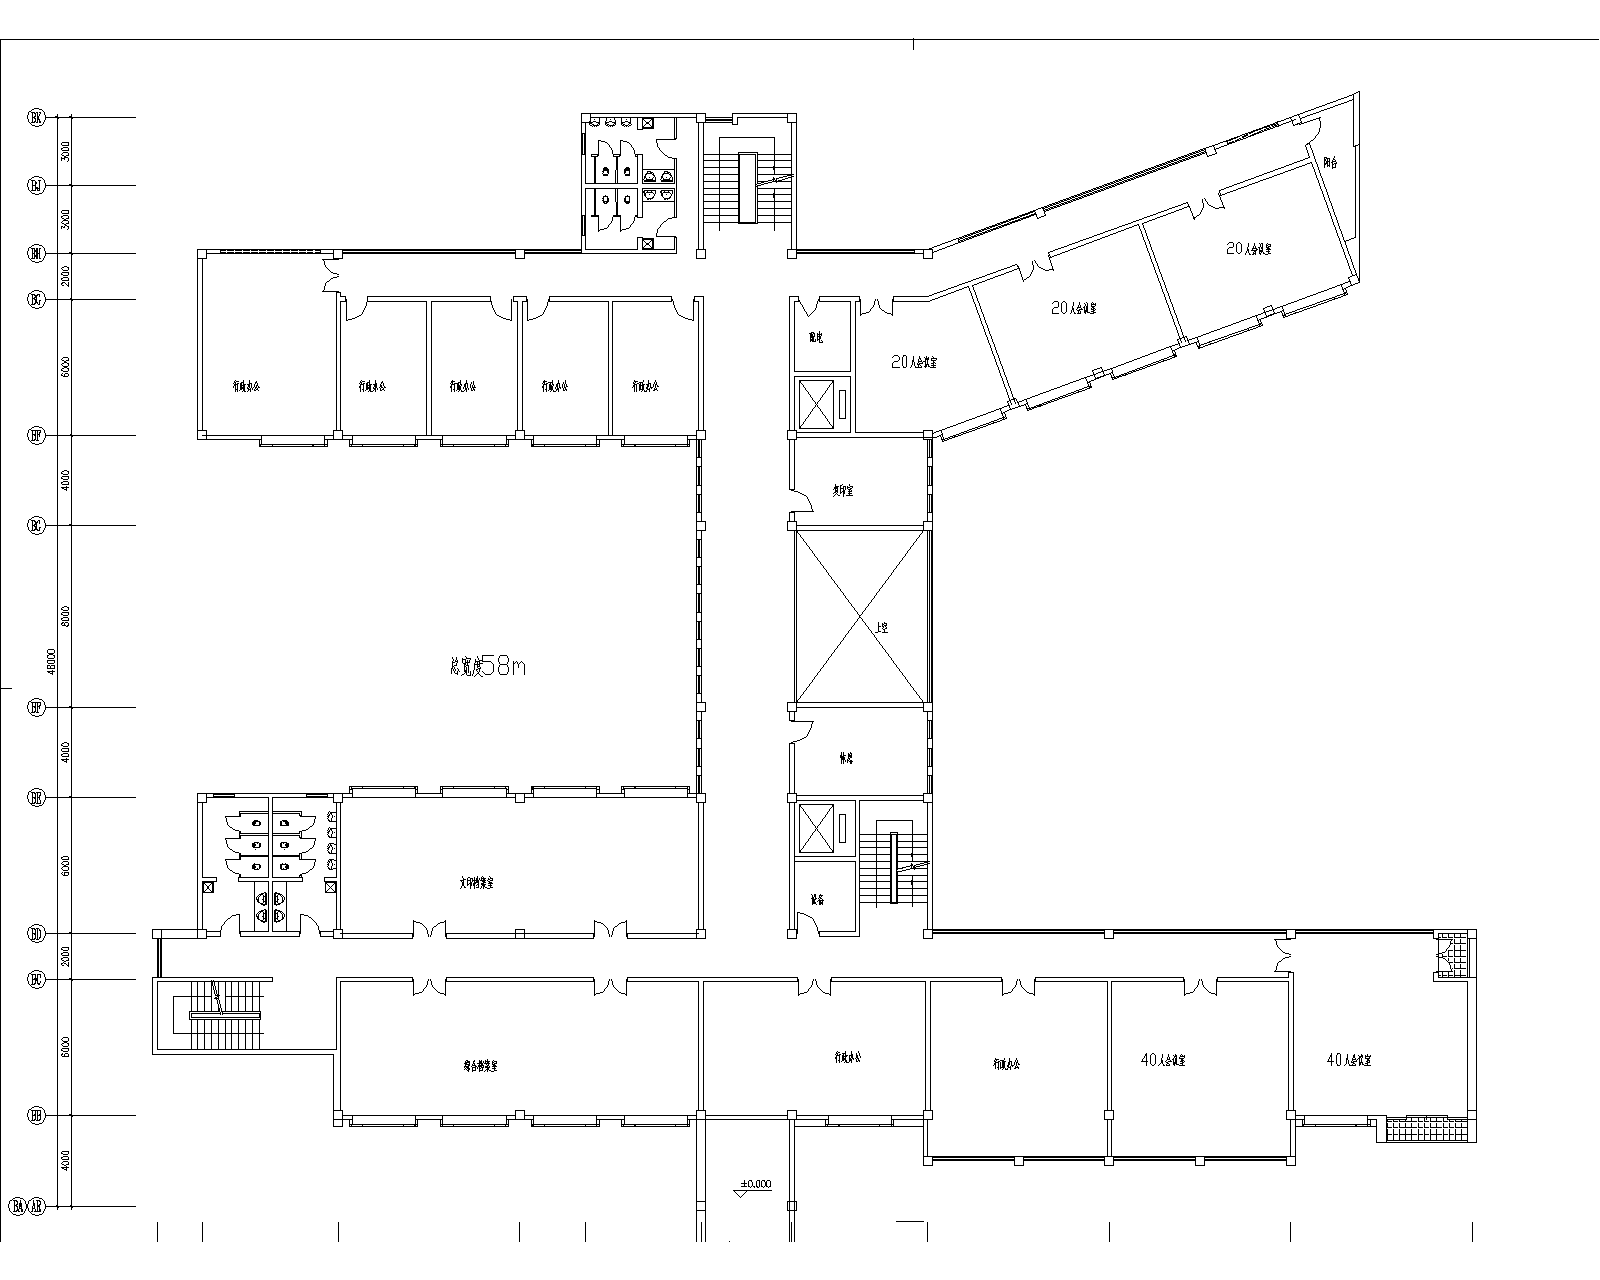 BK
3000
BJ
阳台
3000
BH
20人会议室
2000
BG
20人会议室
配电
6000
20人会议室
行政办公
行政办公
行政办公
行政办公
行政办公
BF
4000
复印室
BG
8000
上空
48000
总宽度58m
BF
4000
休息
BE
6000
文印档案室
设备
BD
2000
BC
6000
综合档案室
行政办公
行政办公
40人会议室
40人会议室
BB
4000
±0.000
BA
AR